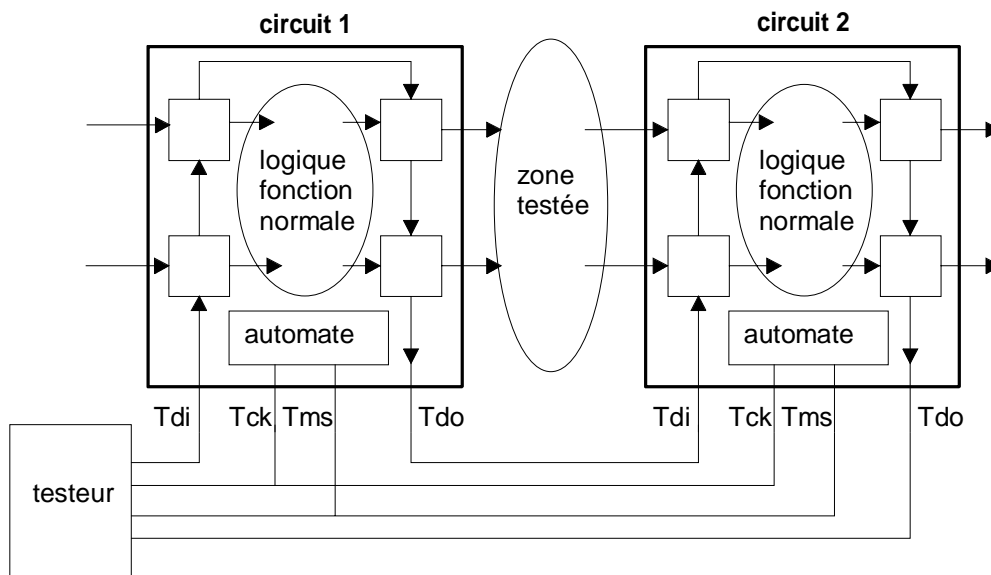 circuit 1
circuit 2
logique
fonction
normale
zone
testée
logique
fonction
normale
automate
automate
Tdi
Tck
Tms
Tdo
Tdi
Tck
Tms
Tdo
testeur